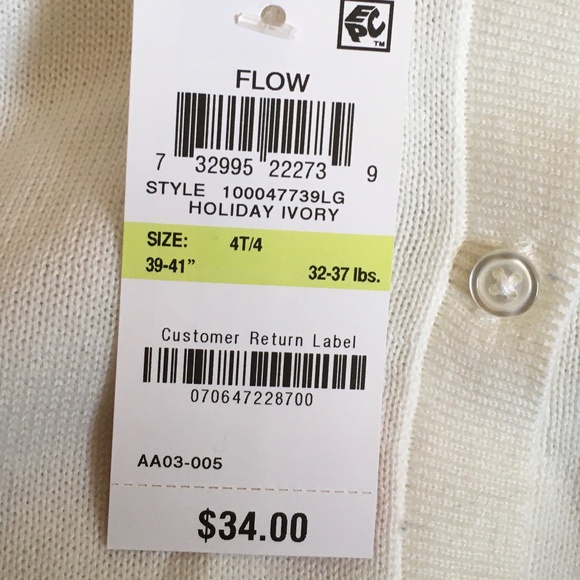 EPC™
FLOW
7 32995 22273 9
STYLE 100047739LG
HOLIDAY IVORY
SIZE: 4T/4
39-41" 32-37 lbs.
Customer Return Label
070647228700
AA03-005
$34.00